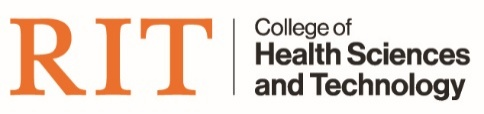 RIT
College of
Health Sciences
and Technology